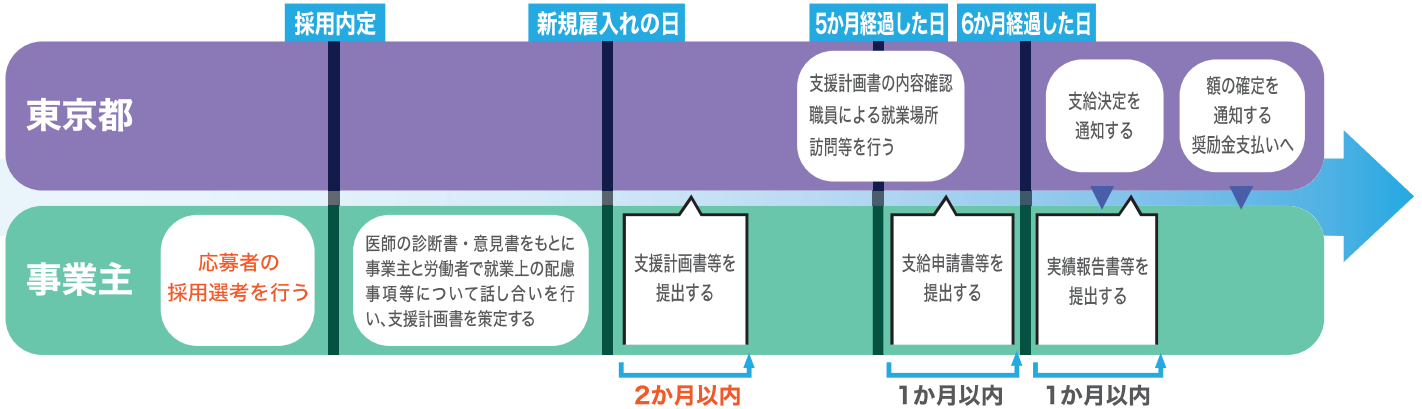 採用内定
新規雇入れの日
5か月経過した日
6か月経過した日
東京都
支援計画書の内容確認
職員による就業場所
訪問等を行う
支給決定を
通知する
額の確定を
通知する
奨励金支払いへ
事業主
応募者の
採用選考を行う
医師の診断書・意見書をもとに
事業主と労働者で就業上の配慮
事項等について話し合いを行
い、支援計画書を策定する
支援計画書等を
提出する
支給申請書等を
提出する
実績報告書等を
提出する
2か月以内
1か月以内
1か月以内